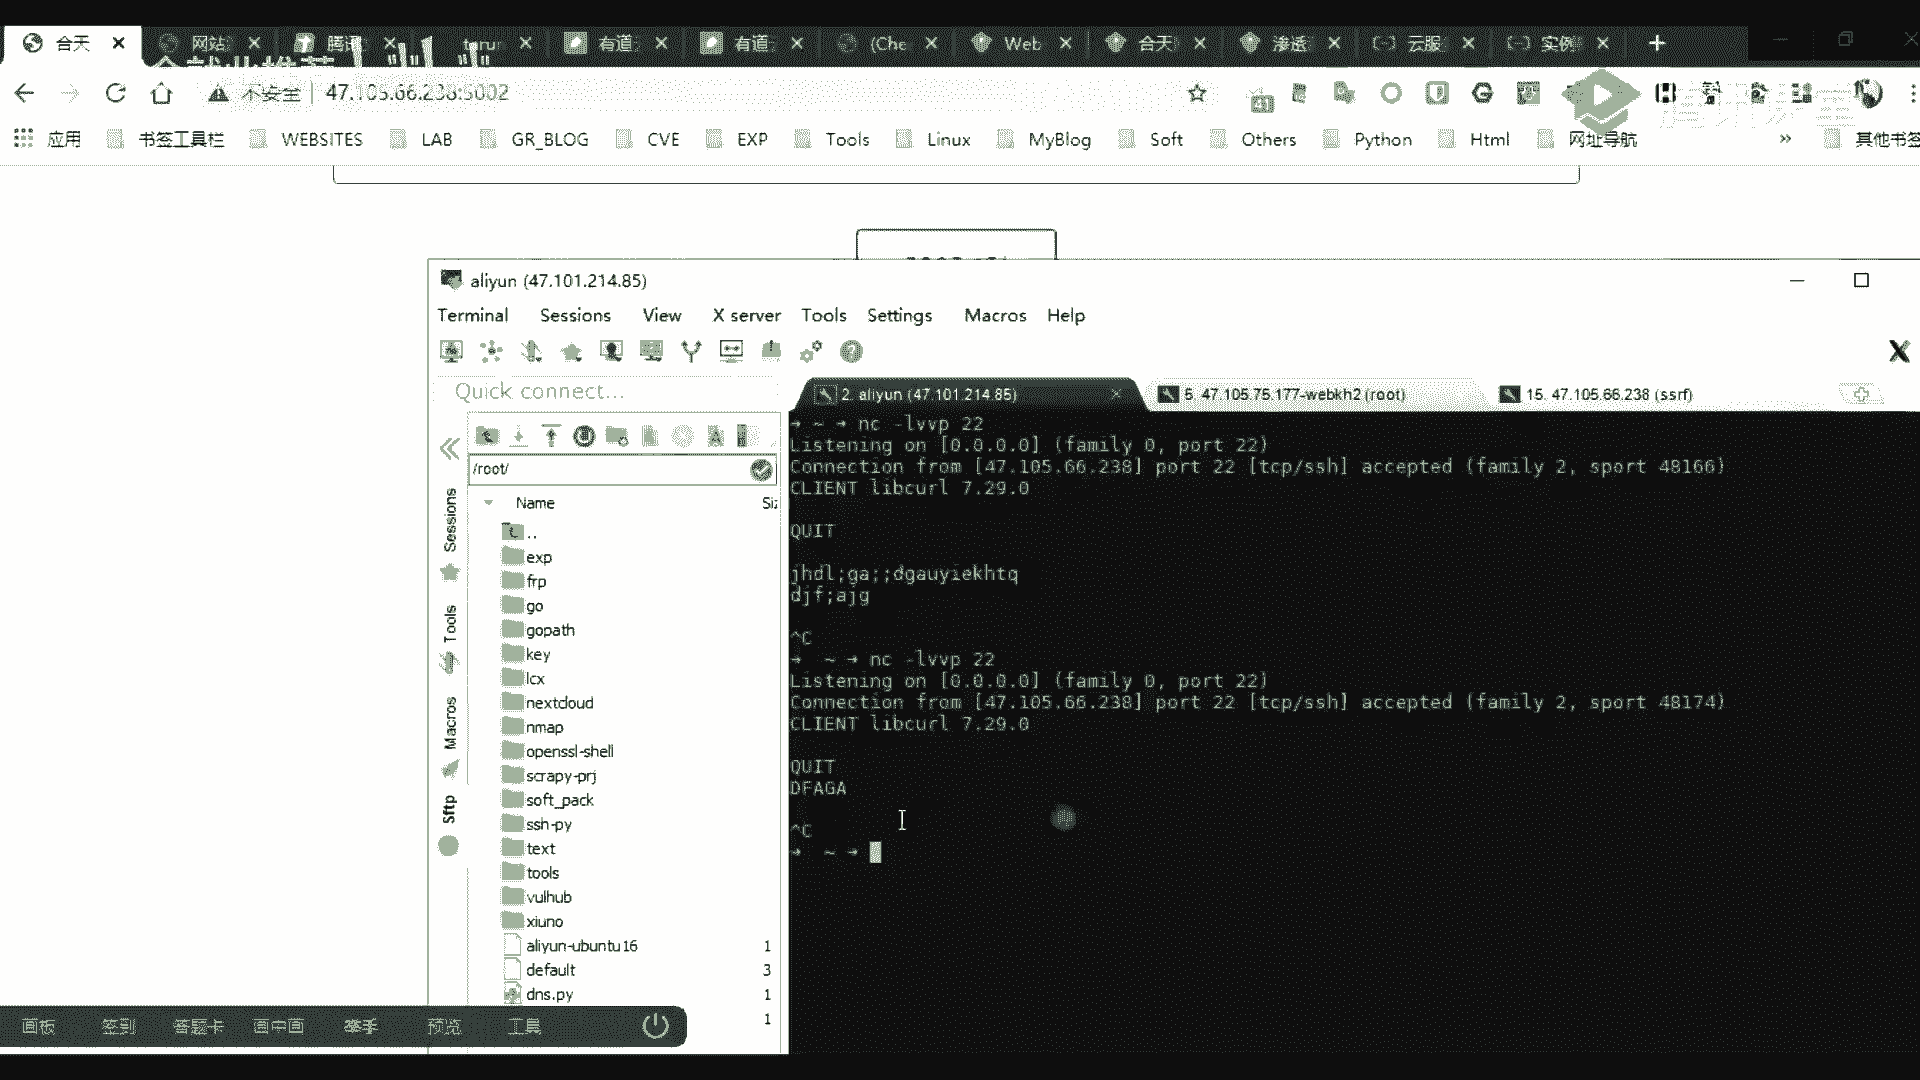 合天
网站
腾讯
有道
有道
(Che
Web
合天
渗透
云服
实例
不安全
47.105.66.238:5002
应用
书签工具栏
WEBSITES
LAB
GR_BLOG
CVE
EXP
Tools
Linux
MyBlog
Soft
Others
Python
Html
网址导航
»
其他书签
aliyun (47.101.214.85)
Terminal
Sessions
View
X server
Tools
Settings
Macros
Help
Quick connect...
2. aliyun (47.101.214.85)
5. 47.105.75.177-webkh2 (root)
15. 47.105.66.238 (ssrf)
/root/
Name
Siz
..
exp
frp
go
gopath
key
lcx
nextcloud
nmap
openssl-shell
scrapy-prj
soft_pack
ssh-py
text
tools
vulhub
xiuno
aliyun-ubuntu16 1
default 3
dns.py 1
1
Sessions
Tools
Macros
Sftp
➜ ~ → nc -lvvp 22
Listening on [0.0.0.0] (family 0, port 22)
Connection from [47.105.66.238] port 22 [tcp/ssh] accepted (family 2, sport 48166)
CLIENT libcurl 7.29.0
QUIT
jhdl;ga;;dgauyiekhtq
djf;ajg
^C
➜ ~ → nc -lvvp 22
Listening on [0.0.0.0] (family 0, port 22)
Connection from [47.105.66.238] port 22 [tcp/ssh] accepted (family 2, sport 48174)
CLIENT libcurl 7.29.0
QUIT
DFAGA
^C
➜ ~ →
画板
签到
答题卡
画中画
举手
预览
工具
腾讯课堂